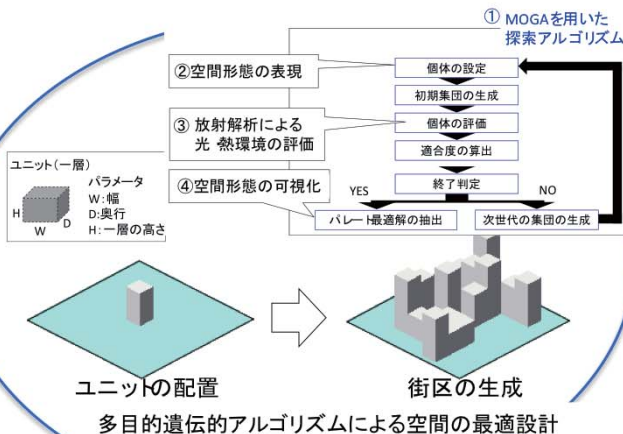 ① MOGAを用いた
探索アルゴリズム
②空間形態の表現
個体の設定
初期集団の生成
③ 放射解析による
光・熱環境の評価
個体の評価
適合度の算出
④空間形態の可視化
終了判定
YES
NO
パレート最適解の抽出
次世代の集団の生成
ユニット(一層)
パラメータ
W:幅
D:奥行
H:一層の高さ
H
W
D
ユニットの配置
街区の生成
多目的遺伝的アルゴリズムによる空間の最適設計